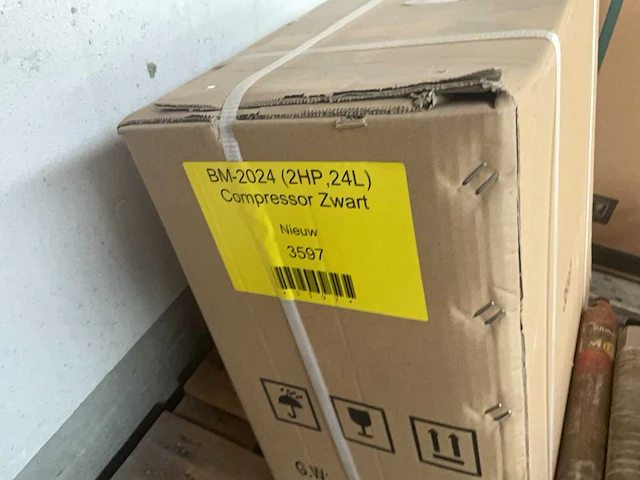 BM-2024 (2HP,24L)
Compressor Zwart
Nieuw
3597
G.W.